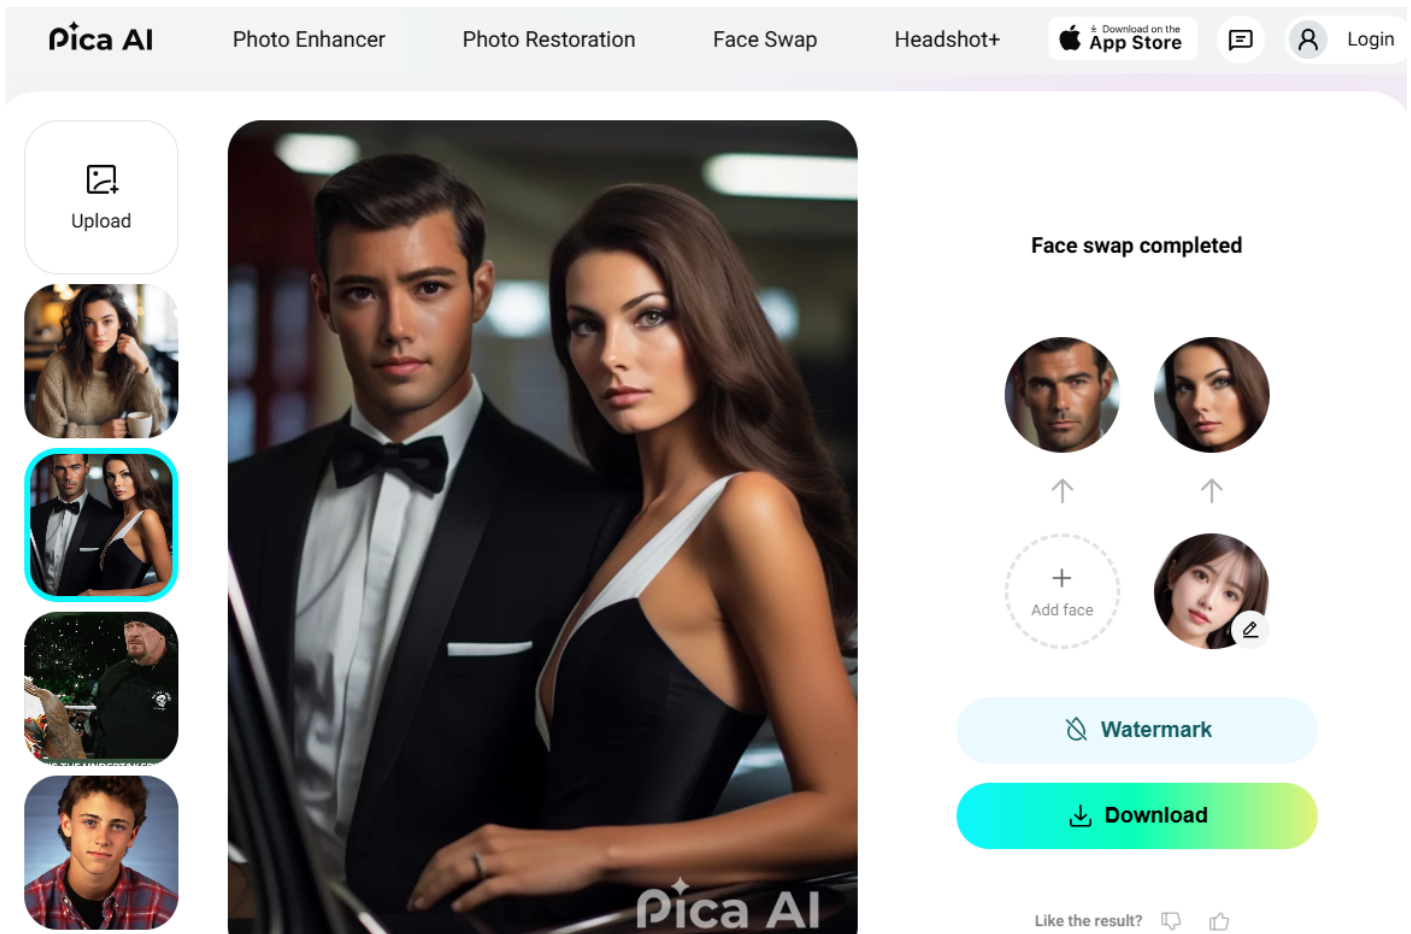 Pica AI
Photo Enhancer
Photo Restoration
Face Swap
Headshot+
Download on the
App Store
Login
Upload
Face swap completed
Add face
Watermark
Download
Pica AI
Like the result?